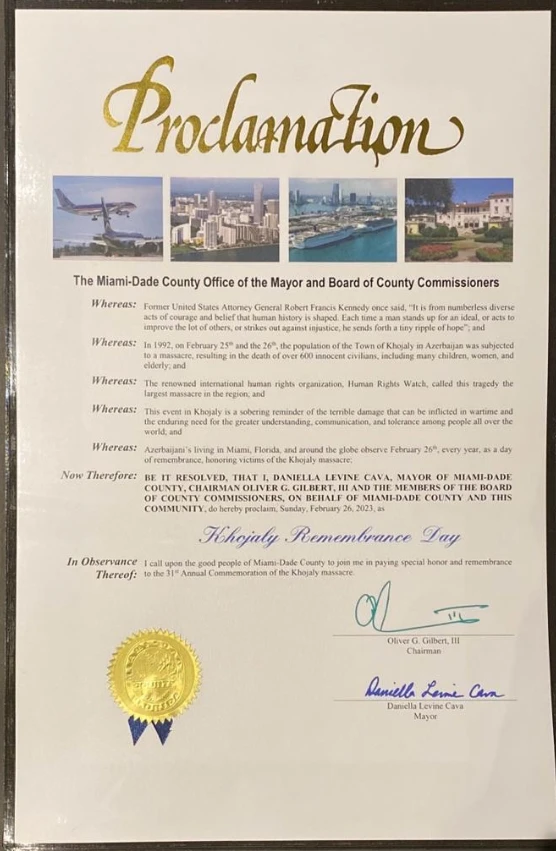 Proclamation
The Miami-Dade County Office of the Mayor and Board of County Commissioners
Whereas: Former United States Attorney General Robert Francis Kennedy once said, "It is from numberless diverse
acts of courage and belief that human history is shaped. Each time a man stands up for an ideal, or acts to
improve the lot of others, or strikes out against injustice, he sends forth a tiny ripple of hope"; and
Whereas: In 1992, on February 25th and the 26th, the population of the Town of Khojaly in Azerbaijan was subjected
to a massacre, resulting in the death of over 600 innocent civilians, including many children, women, and
elderly; and
Whereas: The renowned international human rights organization, Human Rights Watch, called this tragedy the
largest massacre in the region; and
Whereas: This event in Khojaly is a sobering reminder of the terrible damage that can be inflicted in wartime and
the enduring need for the greater understanding, communication, and tolerance among people all over the
world; and
Whereas: Azerbaijani's living in Miami, Florida, and around the globe observe February 26th, every year, as a day
of remembrance, honoring victims of the Khojaly massacre;
Now Therefore: BE IT RESOLVED, THAT I, DANIELLA LEVINE CAVA, MAYOR OF MIAMI-DADE
COUNTY, CHAIRMAN OLIVER G. GILBERT, III AND THE MEMBERS OF THE BOARD
OF COUNTY COMMISSIONERS, ON BEHALF OF MIAMI-DADE COUNTY AND THIS
COMMUNITY, do hereby proclaim, Sunday, February 26, 2023, as
Khojaly Remembrance Day
In Observance I call upon the good people of Miami-Dade County to join me in paying special honor and remembrance
Thereof: to the 31st Annual Commemoration of the Khojaly massacre.
III
Oliver G. Gilbert, III
Chairman
Daniella Levine Cava
Daniella Levine Cava
Mayor